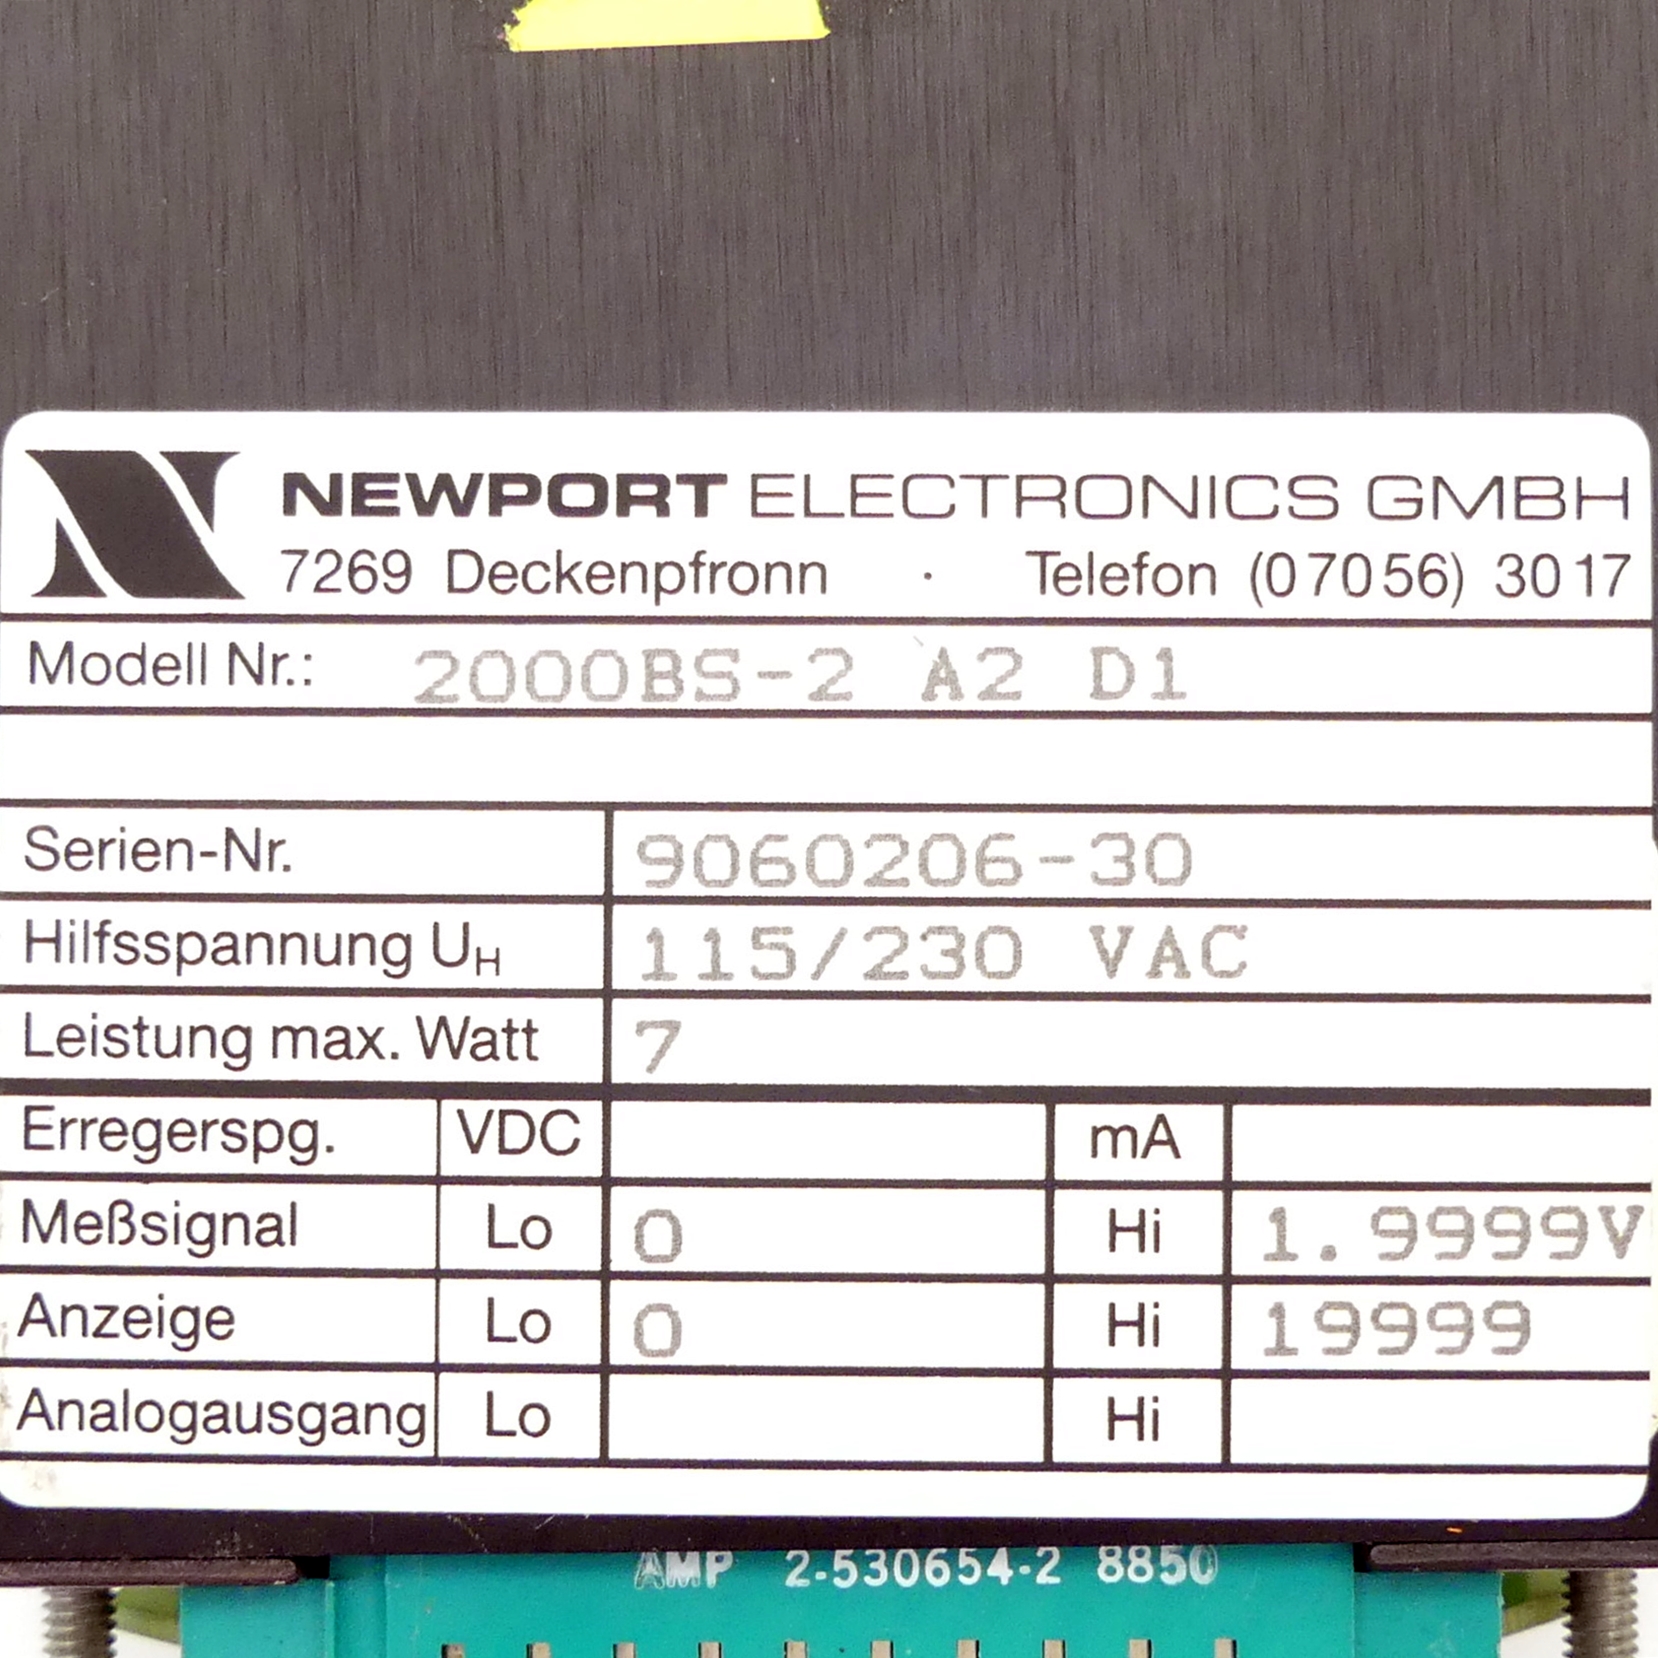 NEWPORT ELECTRONICS GMBH
7269 Deckenpfronn · Telefon (07056) 3017
Modell Nr.: 2000BS-2 A2 D1
Serien-Nr. 9060206-30
Hilfsspannung UH 115/230 VAC
Leistung max. Watt 7
Erregerspg. VDC mA
Meßsignal Lo 0 Hi 1.9999V
Anzeige Lo 0 Hi 19999
Analogausgang Lo Hi
AMP 2-530654-2 8850